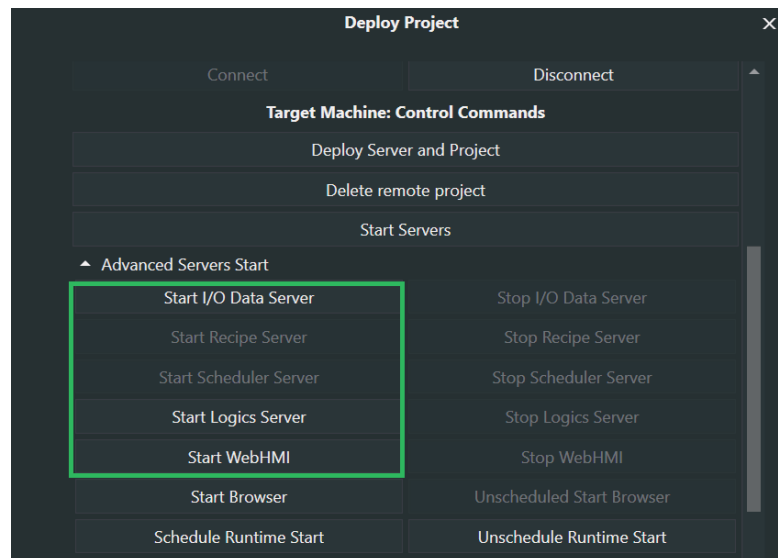 Deploy Project
Connect Disconnect
Target Machine: Control Commands
Deploy Server and Project
Delete remote project
Start Servers
Advanced Servers Start
Start I/O Data Server Stop I/O Data Server
Start Recipe Server Stop Recipe Server
Start Scheduler Server Stop Scheduler Server
Start Logics Server Stop Logics Server
Start WebHMI Stop WebHMI
Start Browser Unscheduled Start Browser
Schedule Runtime Start Unschedule Runtime Start